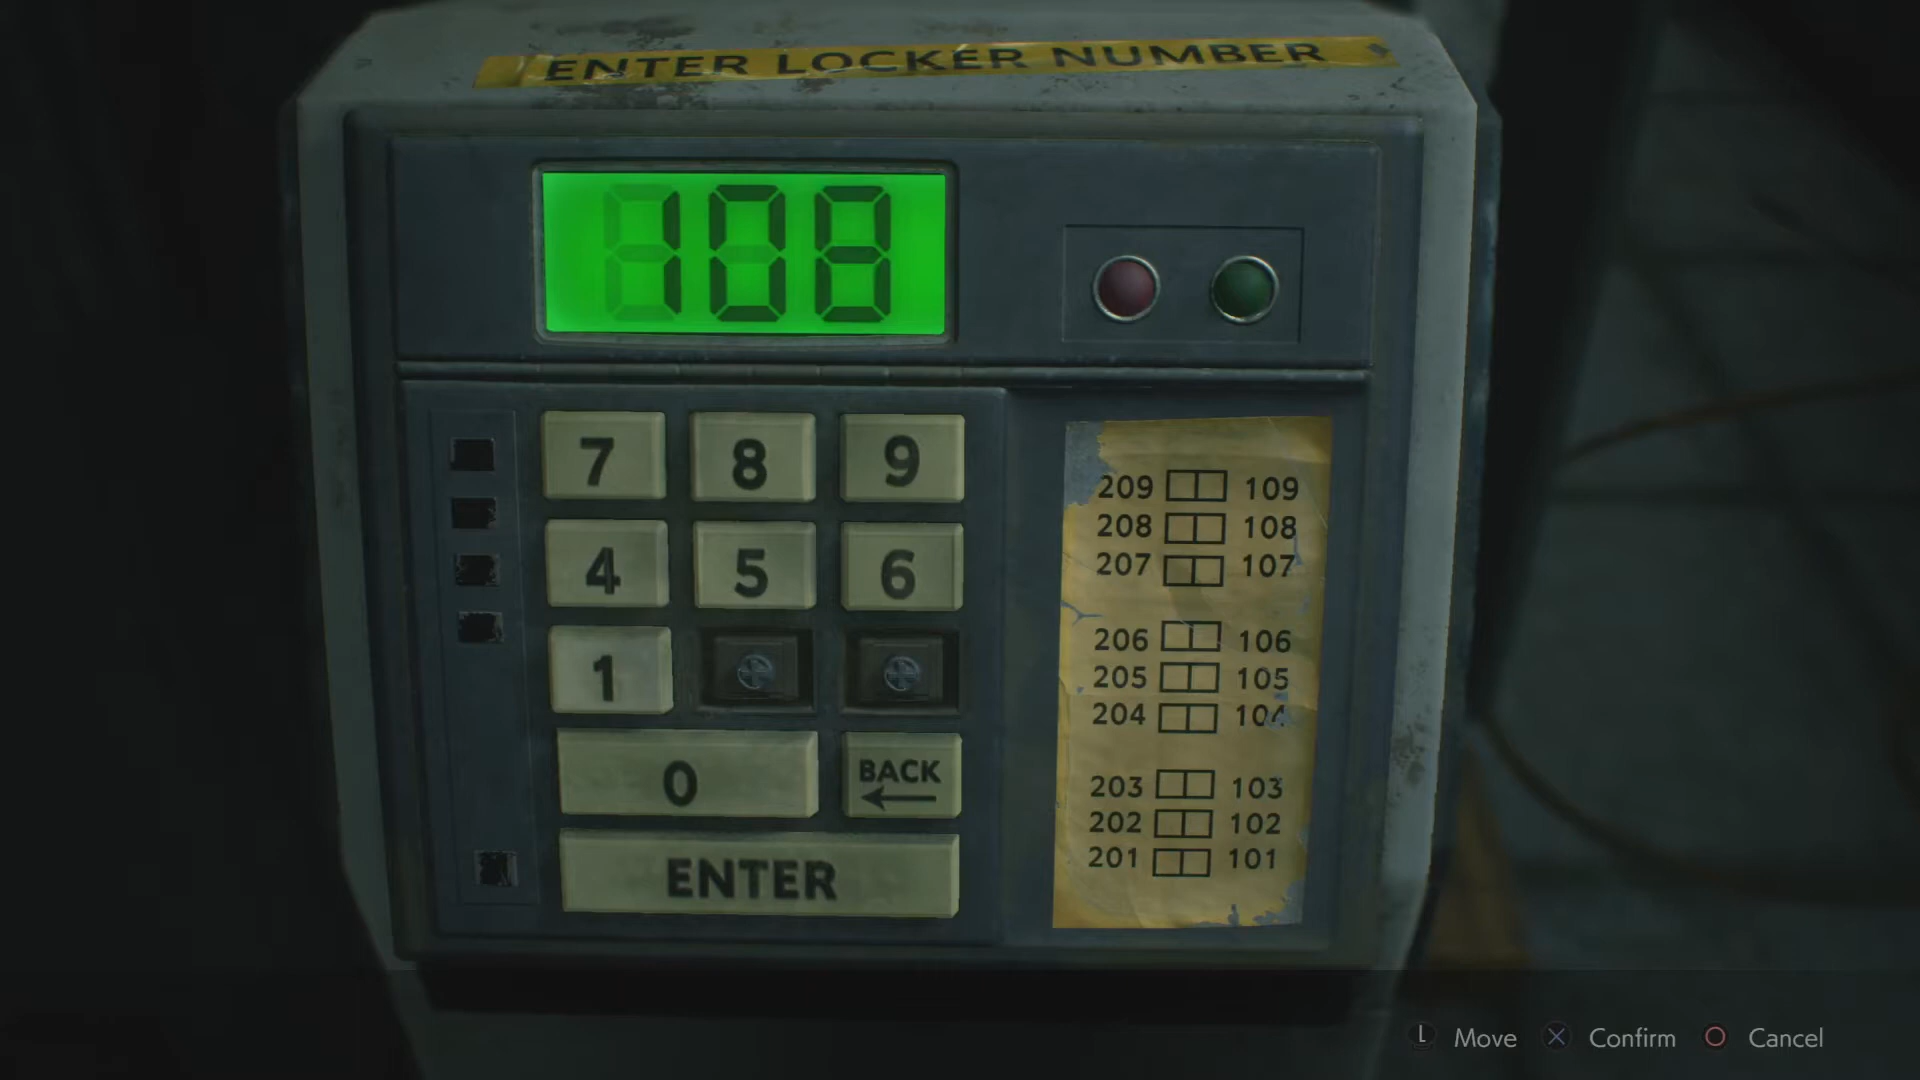 ENTER LOCKER NUMBER
108
7 8 9
4 5 6
1
0 BACK
ENTER
209 109
208 108
207 107
206 106
205 105
204 104
203 103
202 102
201 101
L Move Confirm Cancel